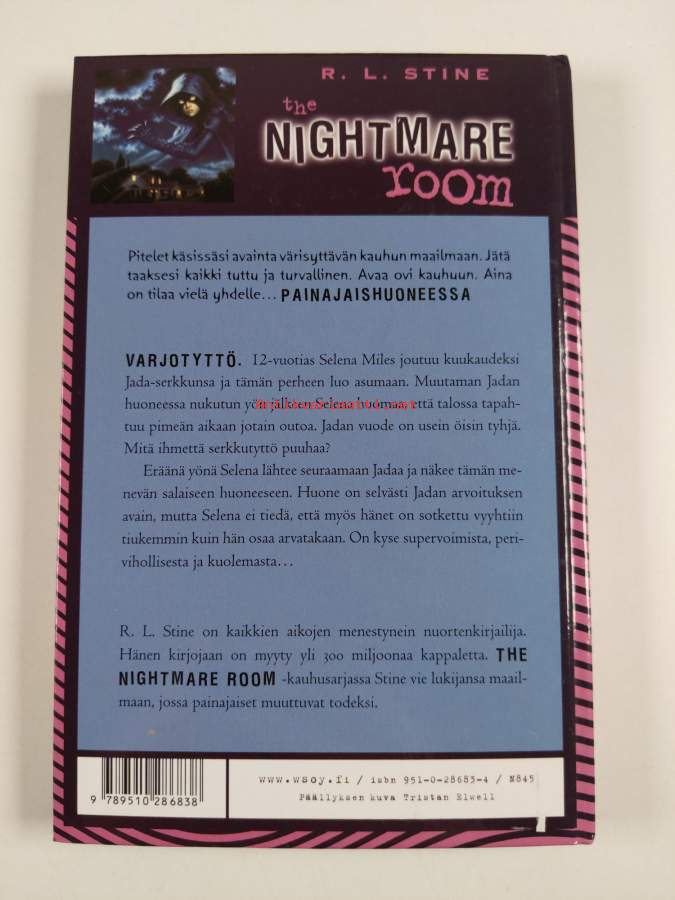 R. L. STINE
the
NIGHTMARE
room
Pitelet käsissäsi avainta värisyttävän kauhun maailmaan. Jätä
taaksesi kaikki tuttu ja turvallinen. Avaa ovi kauhuun. Aina
on tilaa vielä yhdelle... PAINAJAISHUONEESSA
VARJOTYTTÖ. 12-vuotias Selena Miles joutuu kuukaudeksi
Jada-serkkunsa ja tämän perheen luo asumaan. Muutaman Jadan
huoneessa nukutun yön jälkeen Selena huomaa, että talossa tapah-
tuu pimeän aikaan jotain outoa. Jadan vuode on usein öisin tyhjä.
Mitä ihmettä serkkutyttö puuhaa?
Eräänä yönä Selena lähtee seuraamaan Jadaa ja näkee tämän me-
nevän salaiseen huoneeseen. Huone on selvästi Jadan arvoituksen
avain, mutta Selena ei tiedä, että myös hänet on sotkettu vyyhtiin
tiukemmin kuin hän osaa arvatakaan. On kyse supervoimista, peri-
vihollisesta ja kuolemasta...
R. L. Stine on kaikkien aikojen menestynein nuortenkirjailija.
Hänen kirjojaan on myyty yli 300 miljoonaa kappaletta. THE
NIGHTMARE ROOM -kauhusarjassa Stine vie lukijansa maail-
maan, jossa painajaiset muuttuvat todeksi.
www.wsoy.fi / isbn 951-0-28683-4 / N845
Päällyksen kuva Tristan Elwell
9 789510 286838